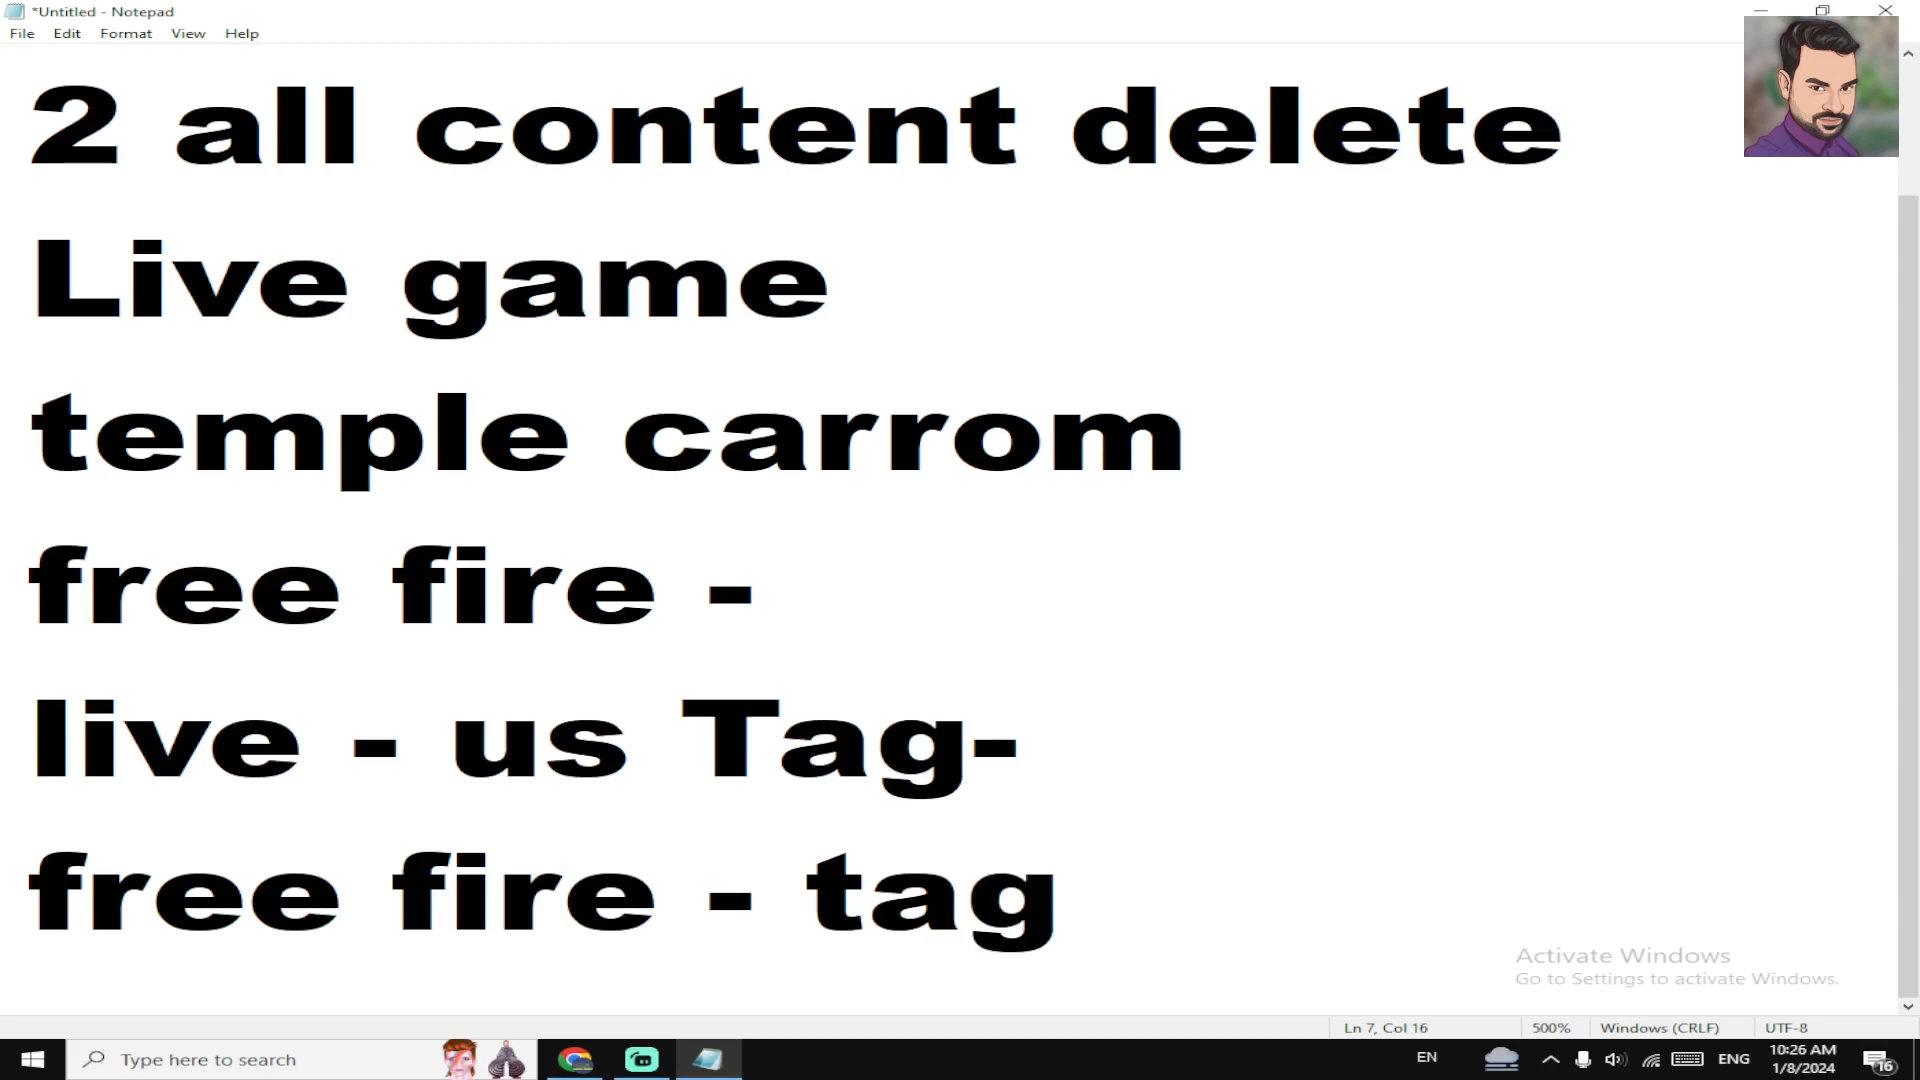 *Untitled - Notepad
File Edit Format View Help
2 all content delete
Live game
temple carrom
free fire -
live - us Tag-
free fire - tag
Activate Windows
Go to Settings to activate Windows.
Ln 7, Col 16 500% Windows (CRLF) UTF-8
Type here to search
EN
ENG
10:26 AM
1/8/2024
16